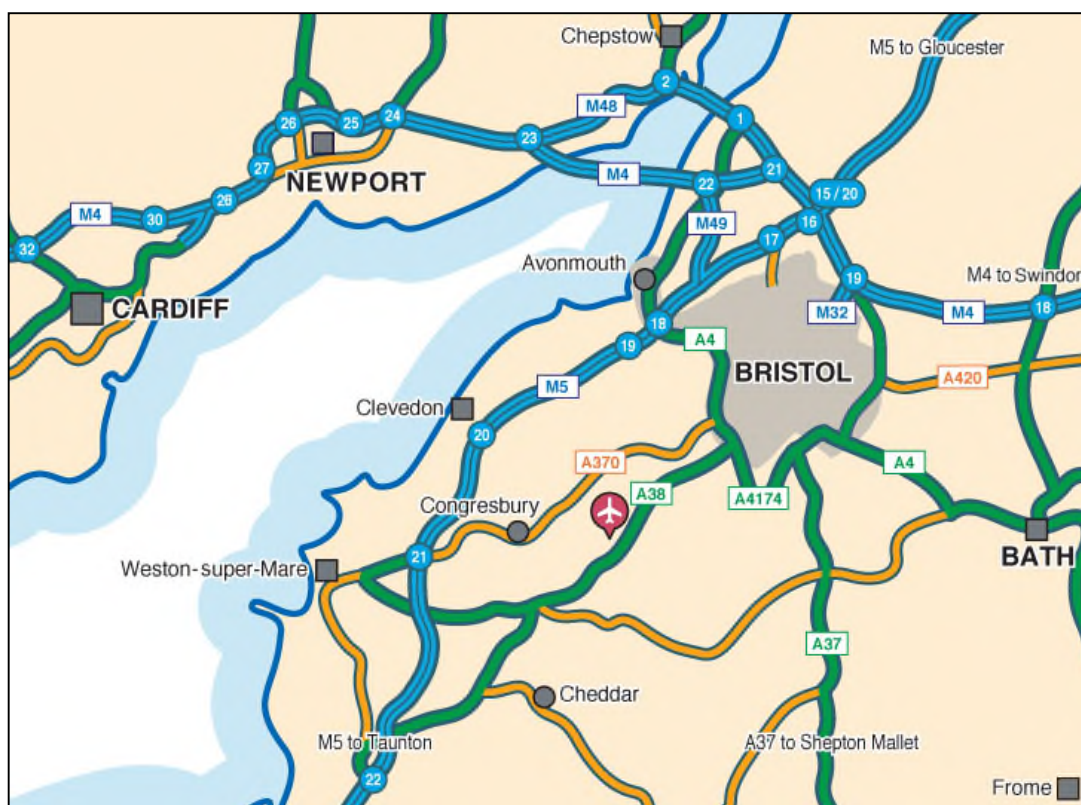 Chepstow
M5 to Gloucester
2
M48
1
26
25
24
23
27
NEWPORT
M4
22
21
15 / 20
28
M4
30
M49
16
17
32
Avonmouth
19
M4 to Swindon
CARDIFF
M32
M4
18
18
A4
19
M5
BRISTOL
A420
Clevedon
20
A370
A4
A38
A4174
Congresbury
21
BATH
Weston-super-Mare
A37
Cheddar
M5 to Taunton
A37 to Shepton Mallet
22
Frome